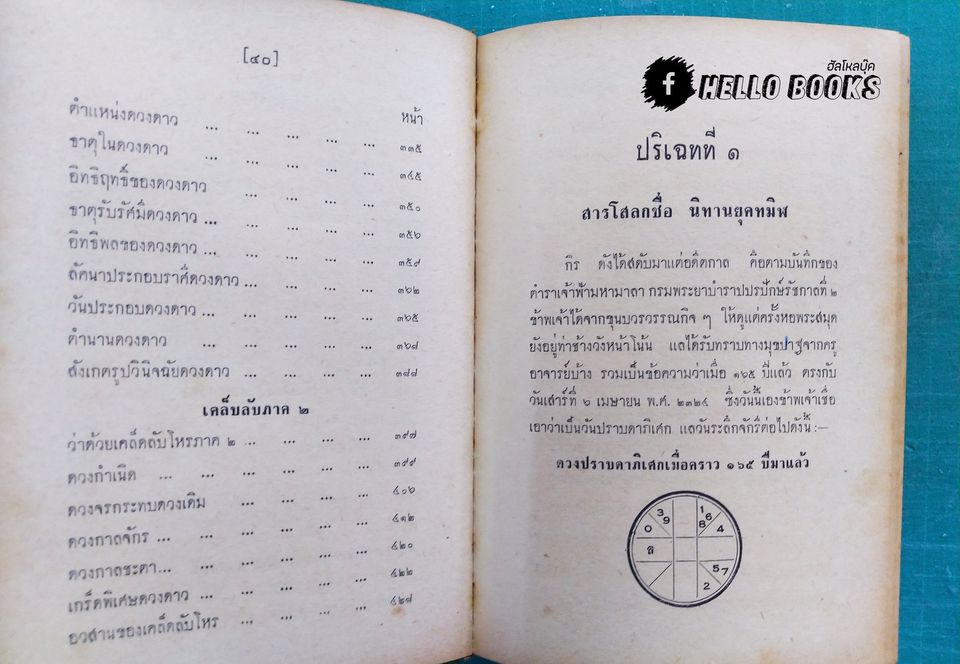 [๔๐]
หน้า
ตำแหน่งดวงดาว ... ... ... ... ... ๓๓๕
ธาตุในดวงดาว ... ... ... ... ... ๓๔๕
อิทธิฤทธิ์ของดวงดาว ... ... ... ... ๓๕๐
ธาตุรับรัศมีดวงดาว ... ... ... ... ... ๓๕๖
อิทธิพลของดวงดาว ... ... ... ... ๓๕๙
ลัคนาประกอบราศีดวงดาว ... ... ... ... ๓๖๒
วันประกอบดวงดาว ... ... ... ... ... ๓๖๕
ตำนานดวงดาว ... ... ... ... ... ๓๖๘
สังเกตรูปวินิจฉัยดวงดาว ... ... ... ... ๓๘๘
เคล็บลับภาค ๒
ว่าด้วยเคล็ดลับโหรภาค ๒ ... ... ... ... ๓๙๗
ดวงกำเนิด ... ... ... ... ... ... ๓๙๙
ดวงจรกระทบดวงเดิม ... ... ... ... ๔๐๖
ดวงกาลจักร ... ... ... ... ... ๔๑๒
ดวงกาลชะตา... ... ... ... ... ... ๔๒๐
เกร็ดพิเศษดวงดาว ... ... ... ... ... ๔๒๒
อวสานของเคล็ดลับโหร ... ... ... ... ๔๒๘
ฮัลโหลบุ๊ค
f HELLO BOOKS
ปริเฉทที่ ๑
สารโสลกชื่อ นิทานยุคทมิฬ
กิร ดังได้สดับมาแต่อดีตกาล คือตามบันทึกของ
ตำราเจ้าฟ้ามหามาลา กรมพระยาบำราปปรปักษ์รัชกาลที่ ๒
ข้าพเจ้าได้จากขุนบวรวรรณกิจ ๆ ให้ดูแต่ครั้งหอพระสมุด
ยังอยู่ท่าช้างวังหน้าโน้น แลได้รับทราบทางมุขปาฐจากครู
อาจารย์บ้าง รวมเป็นข้อความว่าเมื่อ ๑๖๕ ปีแล้ว ตรงกับ
วันเสาร์ที่ ๖ เมษายน พ.ศ. ๒๓๒๔ ซึ่งวันนี้เองข้าพเจ้าเชื่อ
เอาว่าเป็นวันปราบดาภิเศก แลวันระลึกจักรีต่อไปดังนี้ :—
ดวงปราบดาภิเศกเมื่อคราว ๑๖๕ ปีมาแล้ว
3 1 6
0 9 8 4
ล
5 7
2